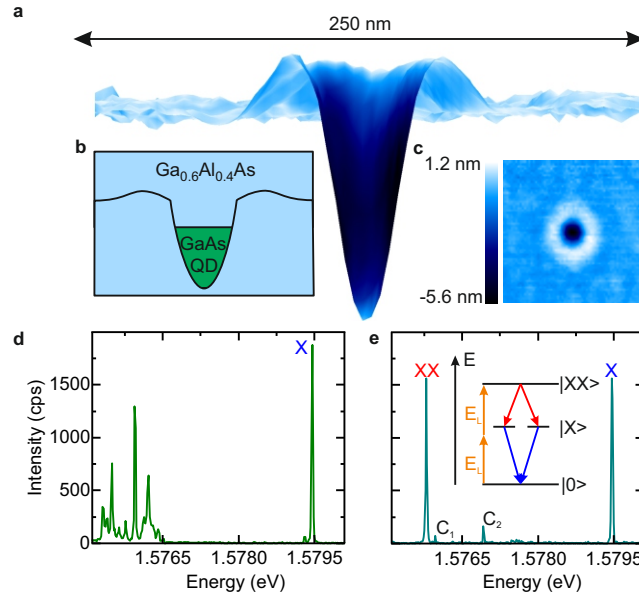 a
250 nm
b
Ga0.6Al0.4As
GaAs
QD
c
1.2 nm
-5.6 nm
d
X
1500
1000
500
0
Intensity (cps)
1.5765 1.5780 1.5795
Energy (eV)
e
XX
E
X
|XX>
EL
|X>
EL
|0>
C1
C2
1.5765 1.5780 1.5795
Energy (eV)